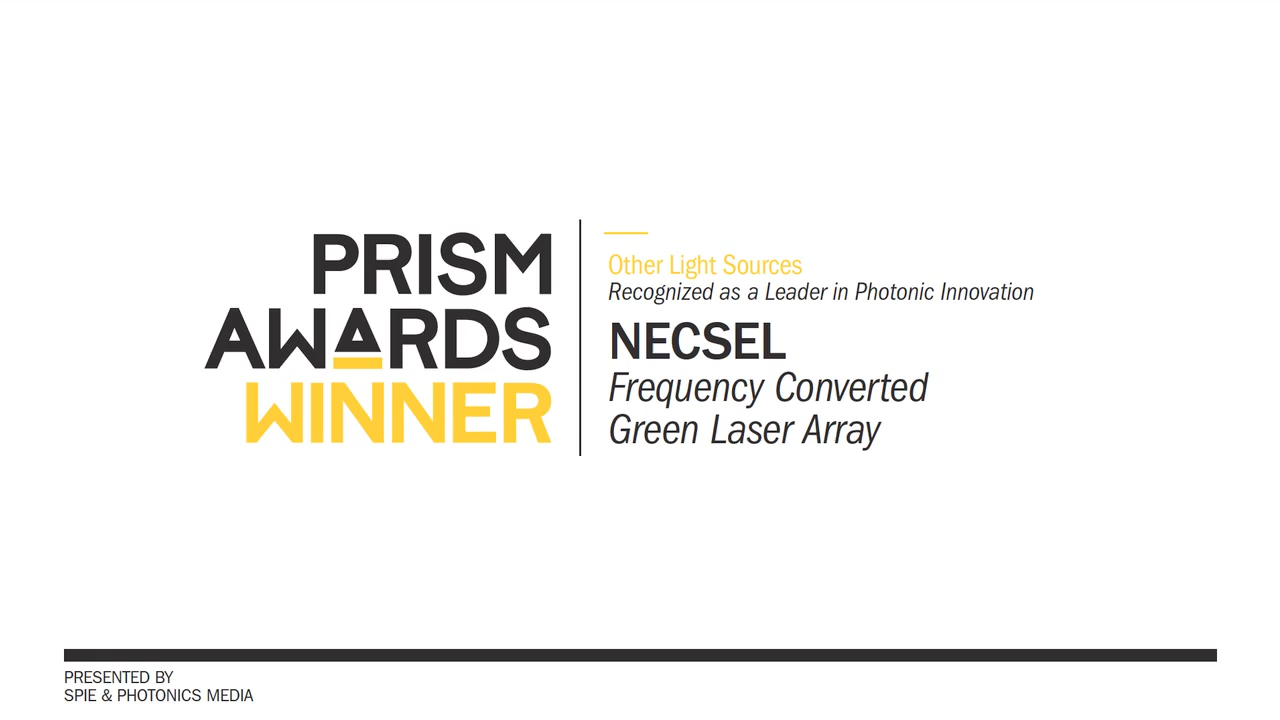 PRISM
AWARDS
WINNER
Other Light Sources
Recognized as a Leader in Photonic Innovation
NECSEL
Frequency Converted
Green Laser Array
PRESENTED BY
SPIE & PHOTONICS MEDIA